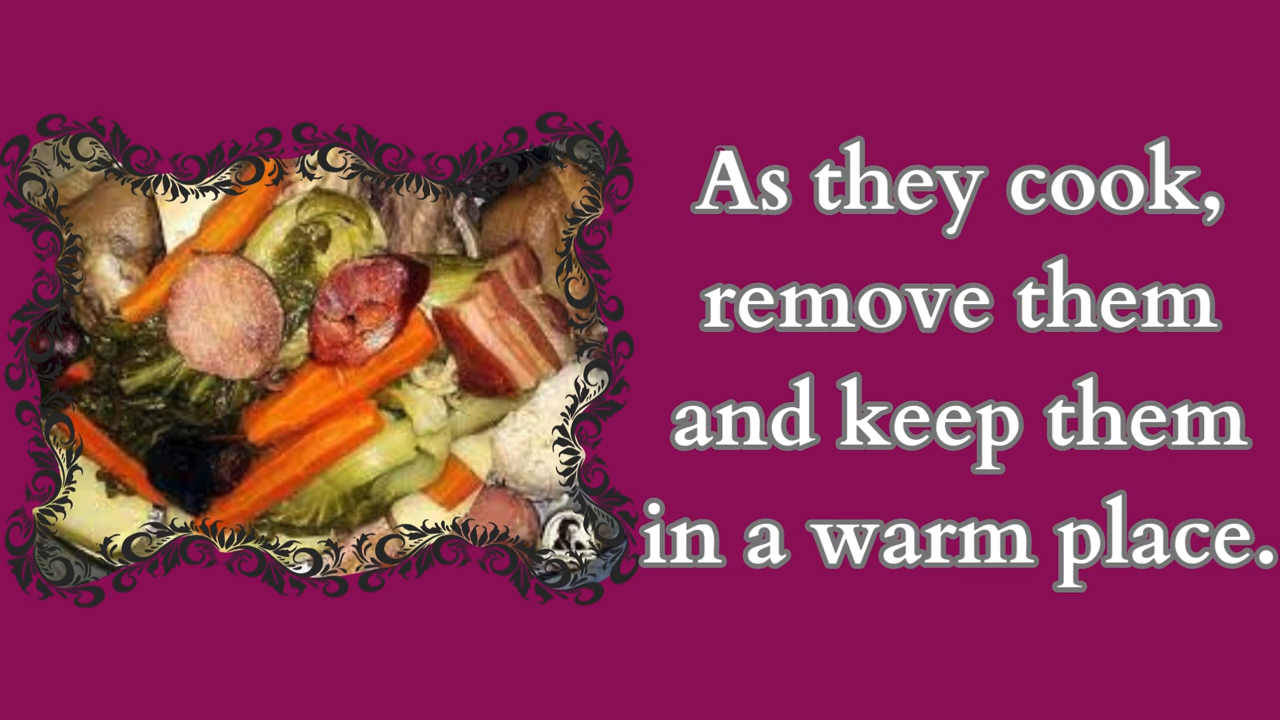 As they cook,
remove them
and keep them
in a warm place.